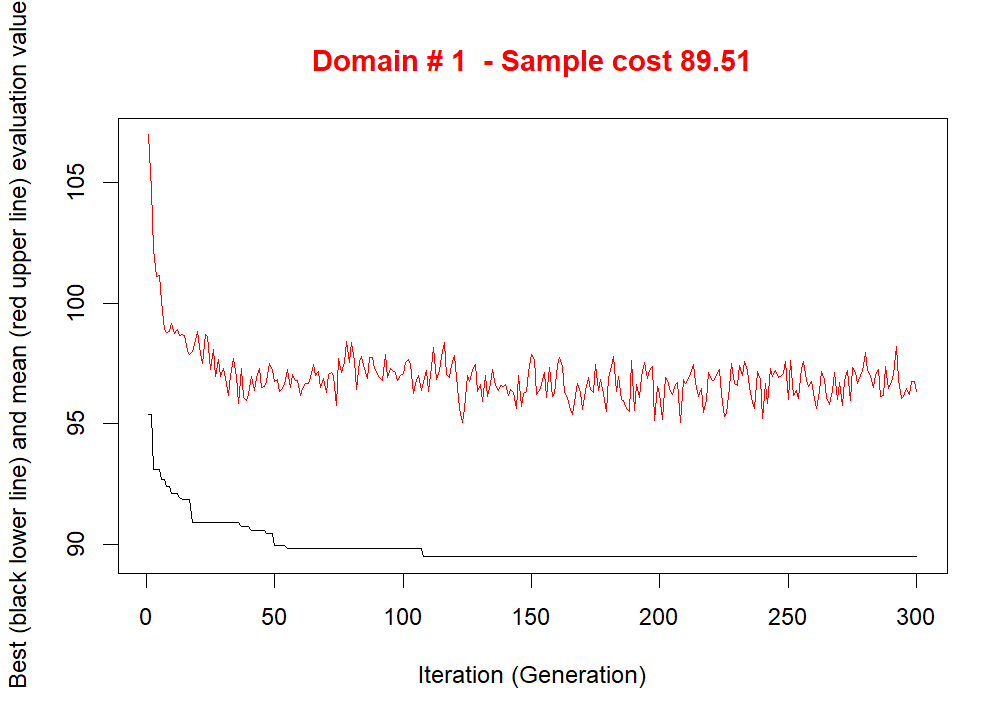 Domain # 1  - Sample cost 89.51
Best (black lower line) and mean (red upper line) evaluation value
105
100
95
90
0 50 100 150 200 250 300
Iteration (Generation)